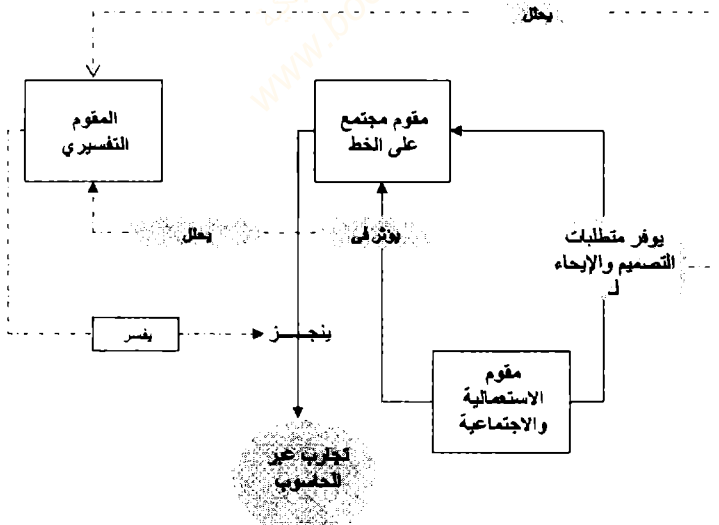 يحلل
المقوم
التفسيري
مقوم مجتمع
على الخط
يحلل
يؤثر في
يوفر متطلبات
التصميم والإيحاء
لـ
يفسر
ينجـــــز
مقوم
الاستعمالية
والاجتماعية
تجارب عبر
الحاسوب